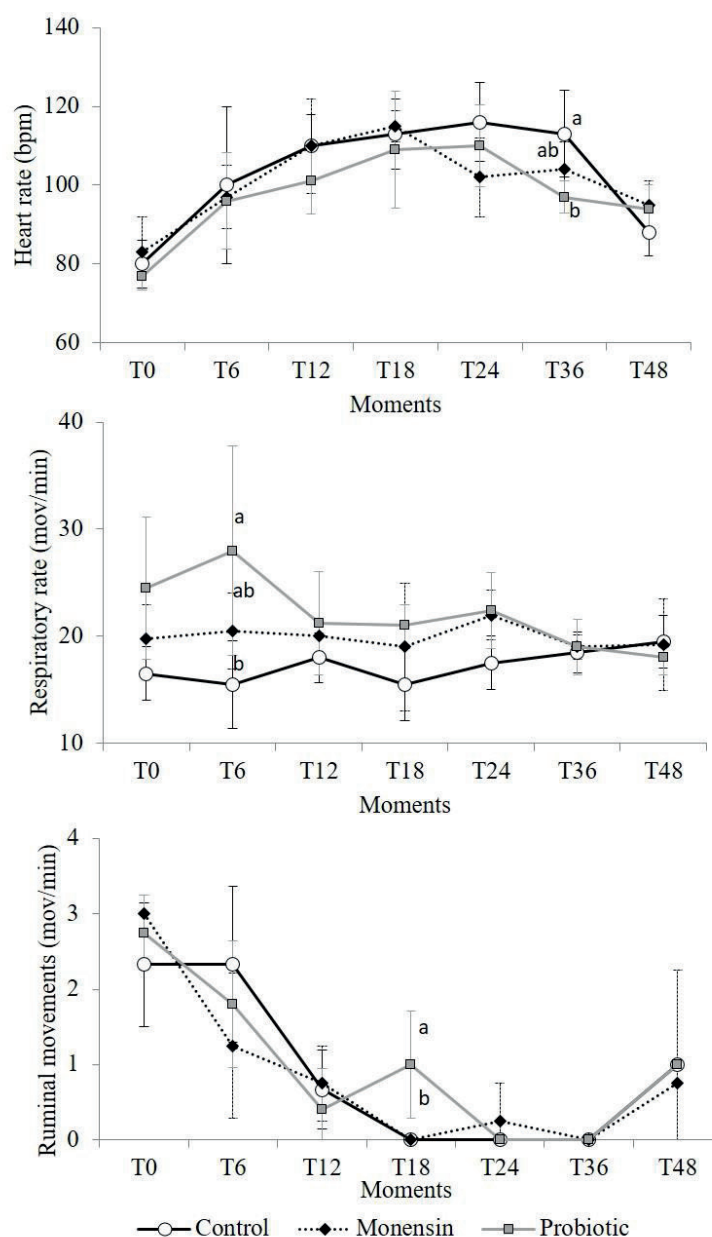 Heart rate (bpm)
140
120
100
80
60
a
ab
b
T0 T6 T12 T18 T24 T36 T48
Moments
Respiratory rate (mov/min)
40
30
20
10
a
ab
b
T0 T6 T12 T18 T24 T36 T48
Moments
Ruminal movements (mov/min)
4
3
2
1
0
a
b
T0 T6 T12 T18 T24 T36 T48
Moments
Control Monensin Probiotic